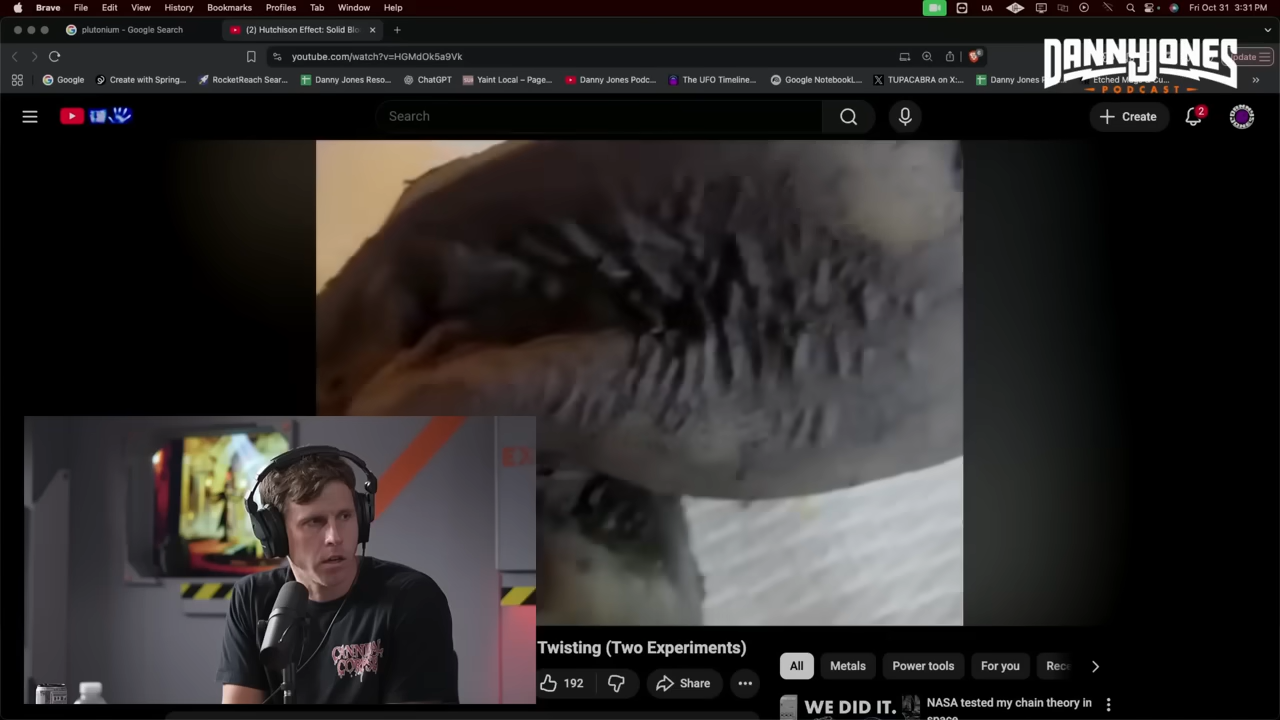 Brave File Edit View History Bookmarks Profiles Tab Window Help
UA
Fri Oct 31 3:31 PM
plutonium - Google Search
(2) Hutchison Effect: Solid Blo
youtube.com/watch?v=HGMdOk5a9Vk
DANNY JONES
PODCAST
Google
Create with Spring...
RocketReach Sear...
Danny Jones Reso...
ChatGPT
Yaint Local – Page...
Danny Jones Podc...
The UFO Timeline...
Google NotebookL...
TUPACABRA on X:...
Danny Jones
Search
Create
2
Twisting (Two Experiments)
192
Share
All
Metals
Power tools
For you
Rece
WE DID IT.
NASA tested my chain theory in
space